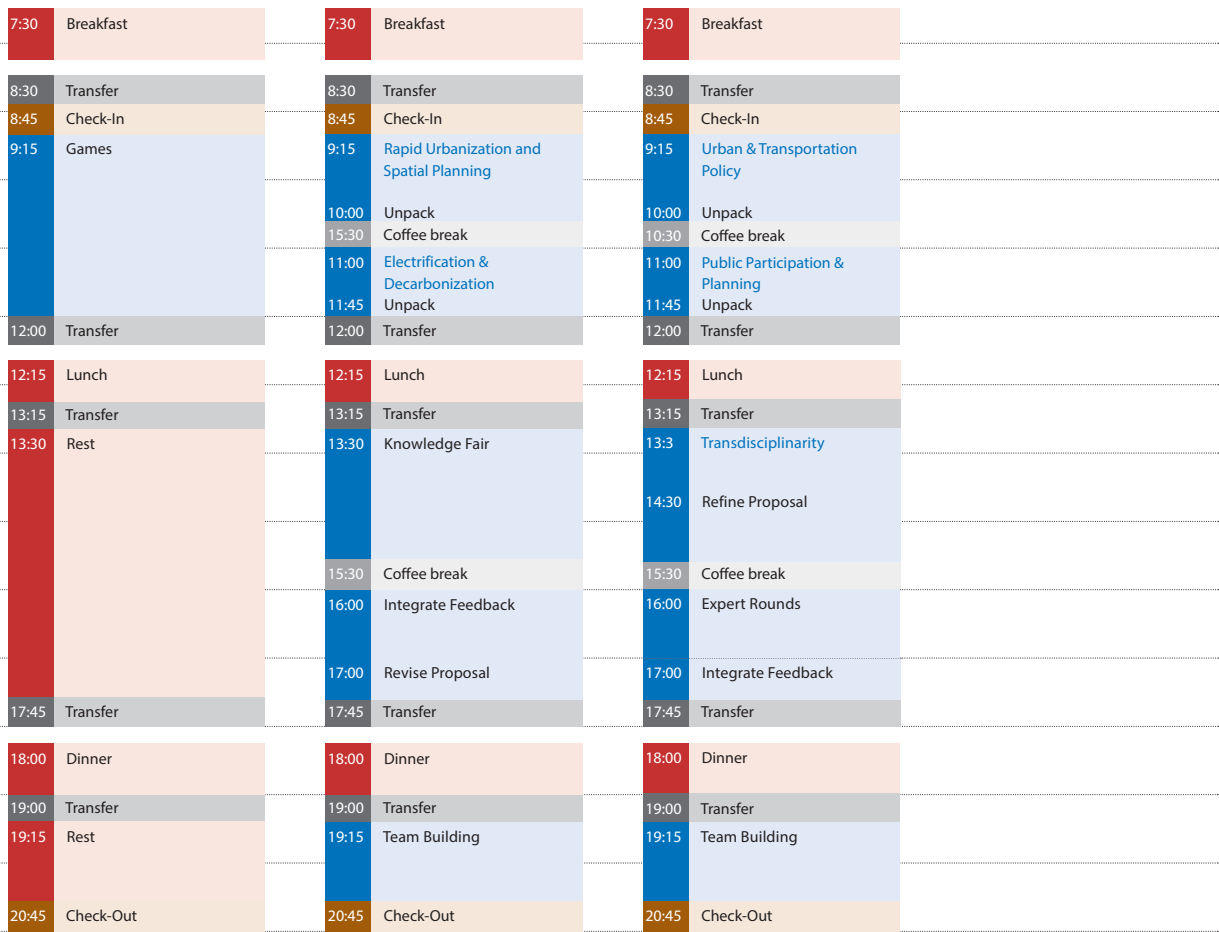 7:30 Breakfast
8:30 Transfer
8:45 Check-In
9:15 Games
12:00 Transfer
12:15 Lunch
13:15 Transfer
13:30 Rest
17:45 Transfer
18:00 Dinner
19:00 Transfer
19:15 Rest
20:45 Check-Out
7:30 Breakfast
8:30 Transfer
8:45 Check-In
9:15 Rapid Urbanization and
Spatial Planning
10:00 Unpack
15:30 Coffee break
11:00 Electrification &
Decarbonization
11:45 Unpack
12:00 Transfer
12:15 Lunch
13:15 Transfer
13:30 Knowledge Fair
15:30 Coffee break
16:00 Integrate Feedback
17:00 Revise Proposal
17:45 Transfer
18:00 Dinner
19:00 Transfer
19:15 Team Building
20:45 Check-Out
7:30 Breakfast
8:30 Transfer
8:45 Check-In
9:15 Urban & Transportation
Policy
10:00 Unpack
10:30 Coffee break
11:00 Public Participation &
Planning
11:45 Unpack
12:00 Transfer
12:15 Lunch
13:15 Transfer
13:3 Transdisciplinarity
14:30 Refine Proposal
15:30 Coffee break
16:00 Expert Rounds
17:00 Integrate Feedback
17:45 Transfer
18:00 Dinner
19:00 Transfer
19:15 Team Building
20:45 Check-Out